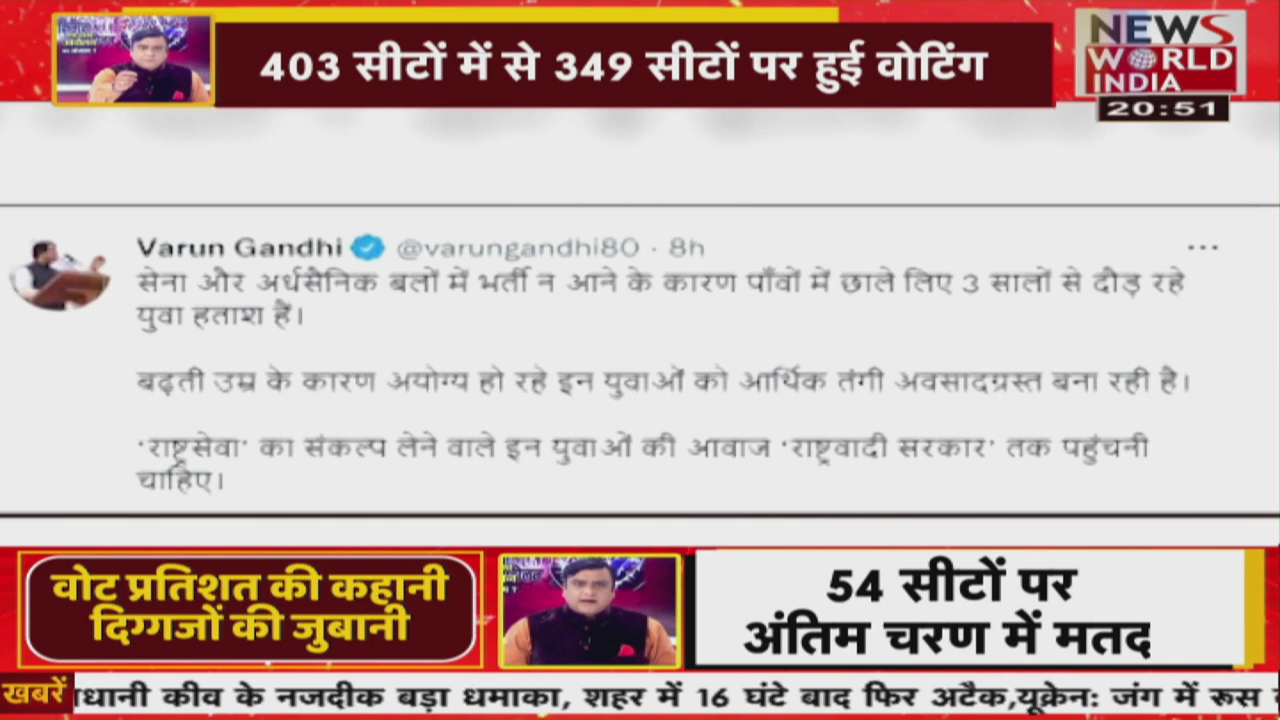 403 सीटों में से 349 सीटों पर हुई वोटिंग
NEWS
WORLD
INDIA
20:51
Varun Gandhi @varungandhi80 · 8h
सेना और अर्धसैनिक बलों में भर्ती न आने के कारण पाँवों में छाले लिए 3 सालों से दौड़ रहे
युवा हताश हैं।
बढ़ती उम्र के कारण अयोग्य हो रहे इन युवाओं को आर्थिक तंगी अवसादग्रस्त बना रही है।
'राष्ट्रसेवा' का संकल्प लेने वाले इन युवाओं की आवाज 'राष्ट्रवादी सरकार' तक पहुंचनी
चाहिए।
वोट प्रतिशत की कहानी
दिग्गजों की जुबानी
54 सीटों पर
अंतिम चरण में मतद
खबरें
धानी कीव के नजदीक बड़ा धमाका, शहर में 16 घंटे बाद फिर अटैक,यूक्रेन: जंग में रूस